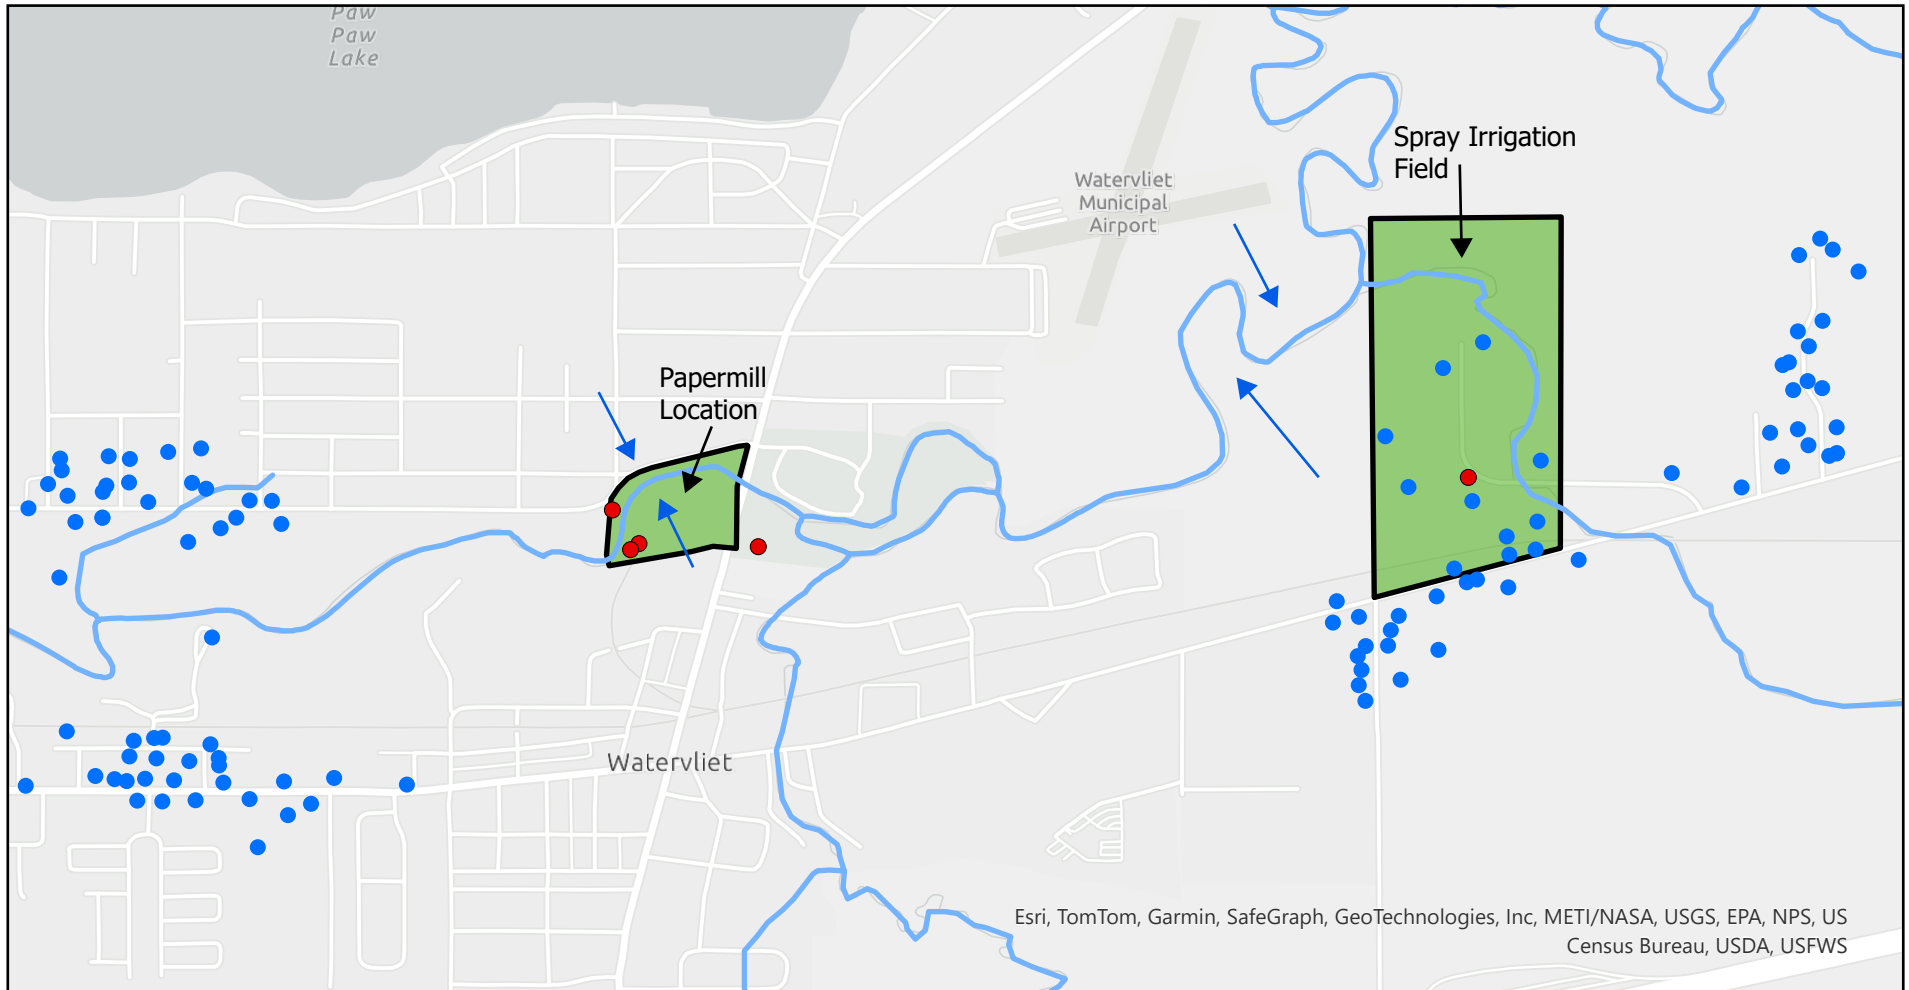 Paw
Paw
Lake
Spray Irrigation
Field
Watervliet
Municipal
Airport
Papermill
Location
Watervliet
Esri, TomTom, Garmin, SafeGraph, GeoTechnologies, Inc, METI/NASA, USGS, EPA, NPS, US
Census Bureau, USDA, USFWS